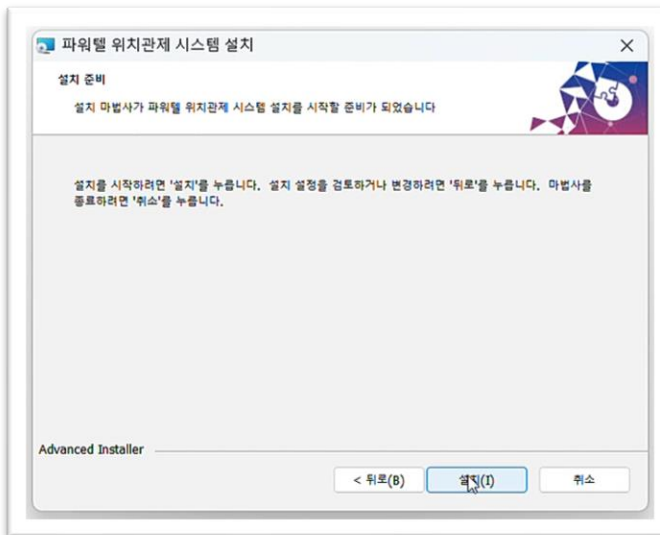 파워텔 위치관제 시스템 설치
설치 준비
설치 마법사가 파워텔 위치관제 시스템 설치를 시작할 준비가 되었습니다
설치를 시작하려면 '설치'를 누릅니다. 설치 설정을 검토하거나 변경하려면 '뒤로'를 누릅니다. 마법사를
종료하려면 '취소'를 누릅니다.
Advanced Installer
< 뒤로(B)
설치(I)
취소